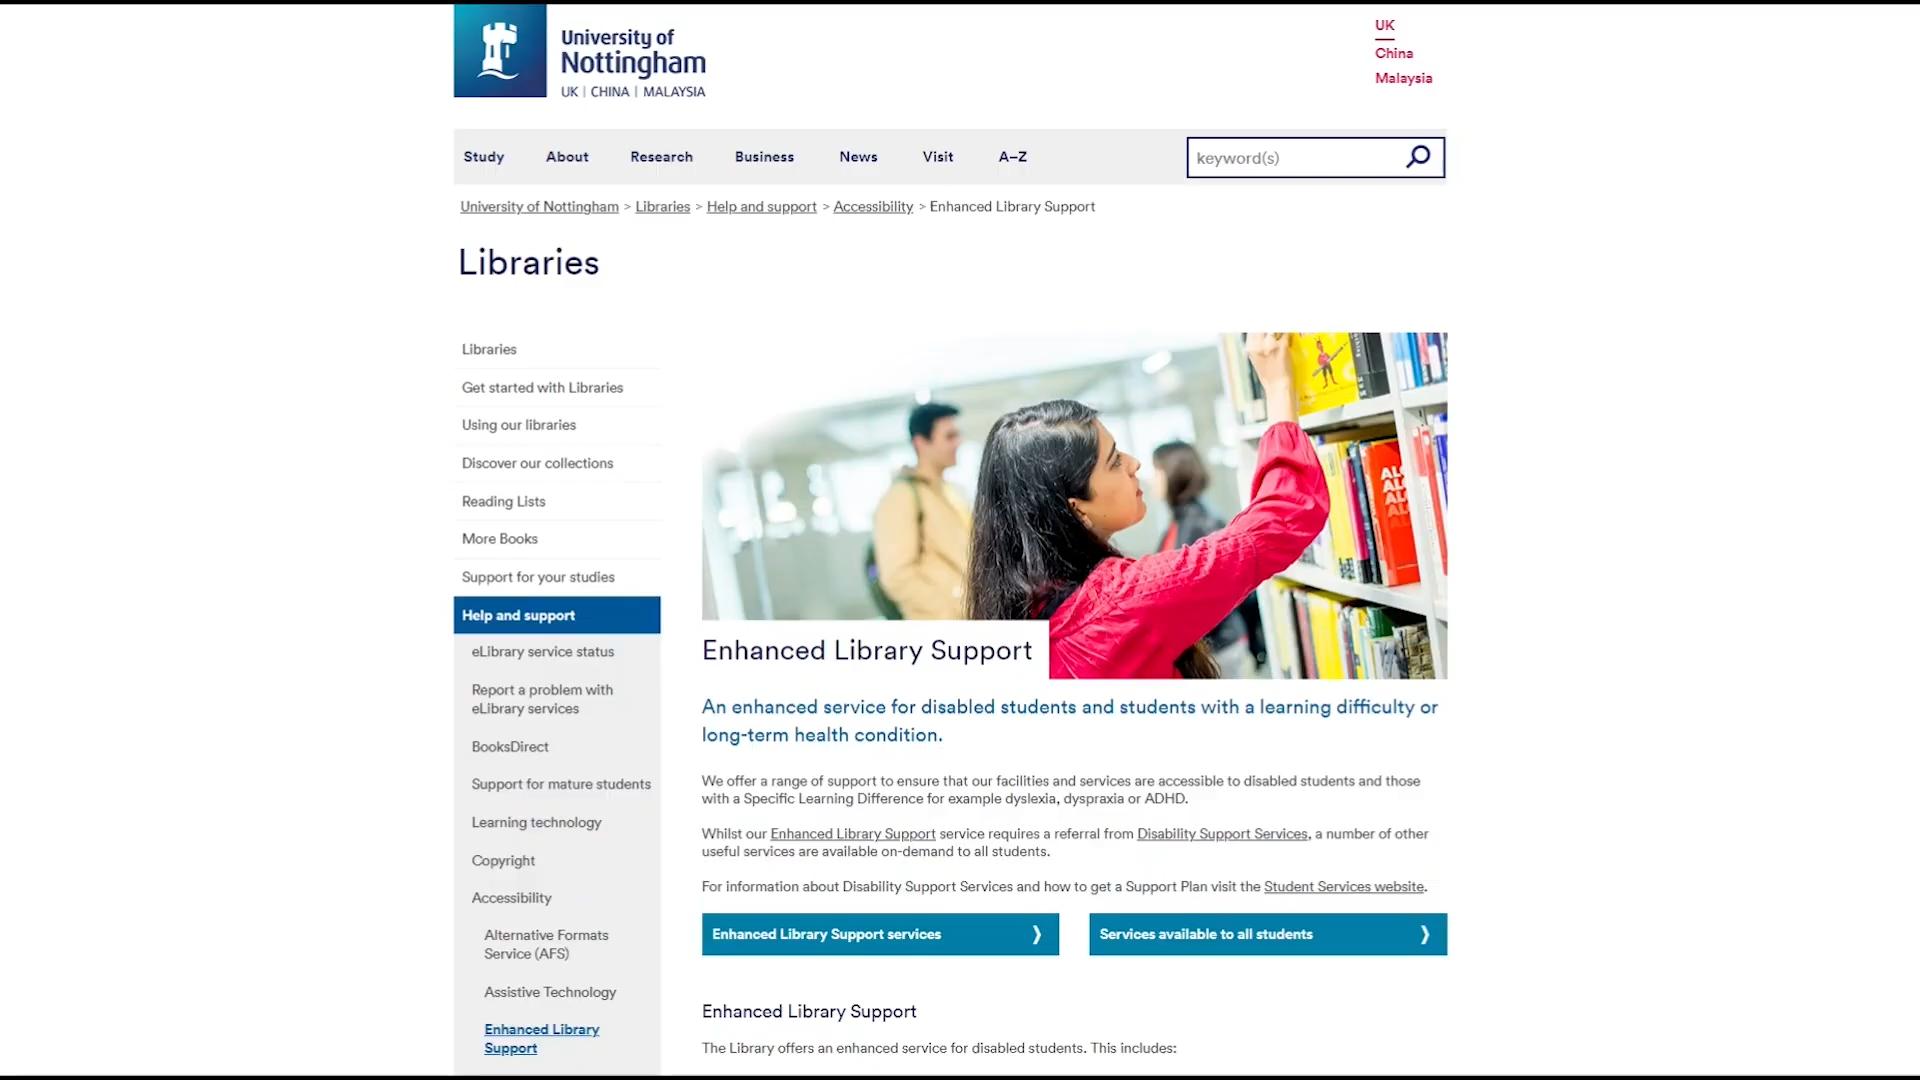 University of
Nottingham
UK | CHINA | MALAYSIA
UK
China
Malaysia
Study
About
Research
Business
News
Visit
A–Z
keyword(s)
University of Nottingham > Libraries > Help and support > Accessibility > Enhanced Library Support
Libraries
Libraries
Get started with Libraries
Using our libraries
Discover our collections
Reading Lists
More Books
Support for your studies
Help and support
eLibrary service status
Report a problem with
eLibrary services
BooksDirect
Support for mature students
Learning technology
Copyright
Accessibility
Alternative Formats
Service (AFS)
Assistive Technology
Enhanced Library
Support
Enhanced Library Support
An enhanced service for disabled students and students with a learning difficulty or
long-term health condition.
We offer a range of support to ensure that our facilities and services are accessible to disabled students and those
with a Specific Learning Difference for example dyslexia, dyspraxia or ADHD.
Whilst our Enhanced Library Support service requires a referral from Disability Support Services, a number of other
useful services are available on-demand to all students.
For information about Disability Support Services and how to get a Support Plan visit the Student Services website.
Enhanced Library Support services
Services available to all students
Enhanced Library Support
The Library offers an enhanced service for disabled students. This includes: